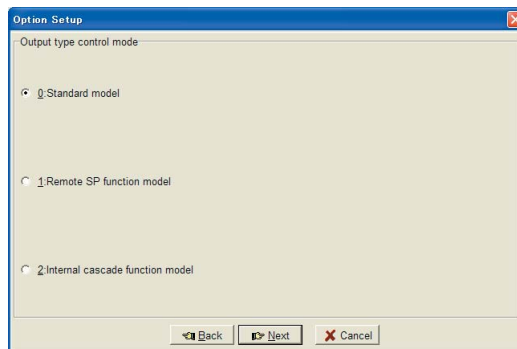 Option Setup
Output type control mode
0:Standard model
1:Remote SP function model
2:Internal cascade function model
Back
Next
Cancel